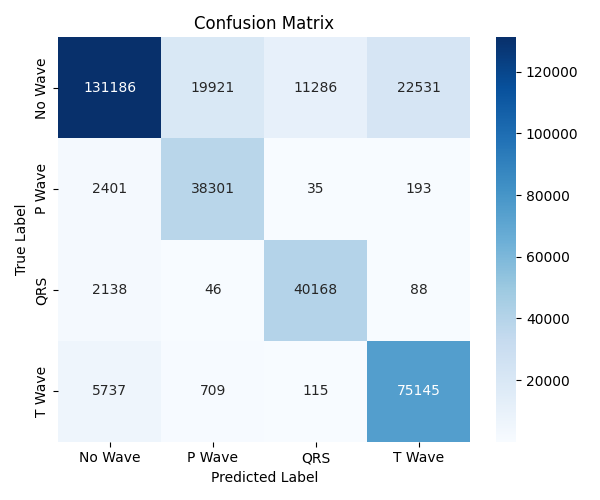 Confusion Matrix
True Label
No Wave 131186 19921 11286 22531
P Wave 2401 38301 35 193
QRS 2138 46 40168 88
T Wave 5737 709 115 75145
No Wave P Wave QRS T Wave
Predicted Label
120000
100000
80000
60000
40000
20000